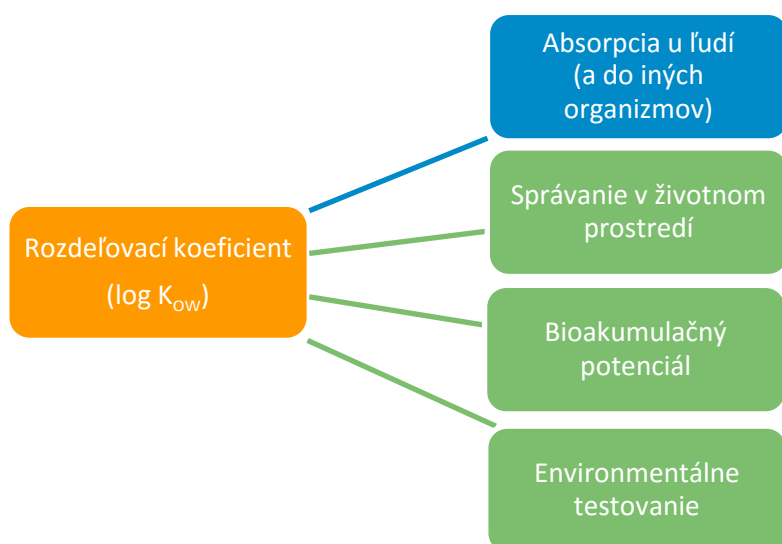 Absorpcia u ľudí
(a do iných
organizmov)
Správanie v životnom
prostredí
Rozdeľovací koeficient
(log KOW)
Bioakumulačný
potenciál
Environmentálne
testovanie